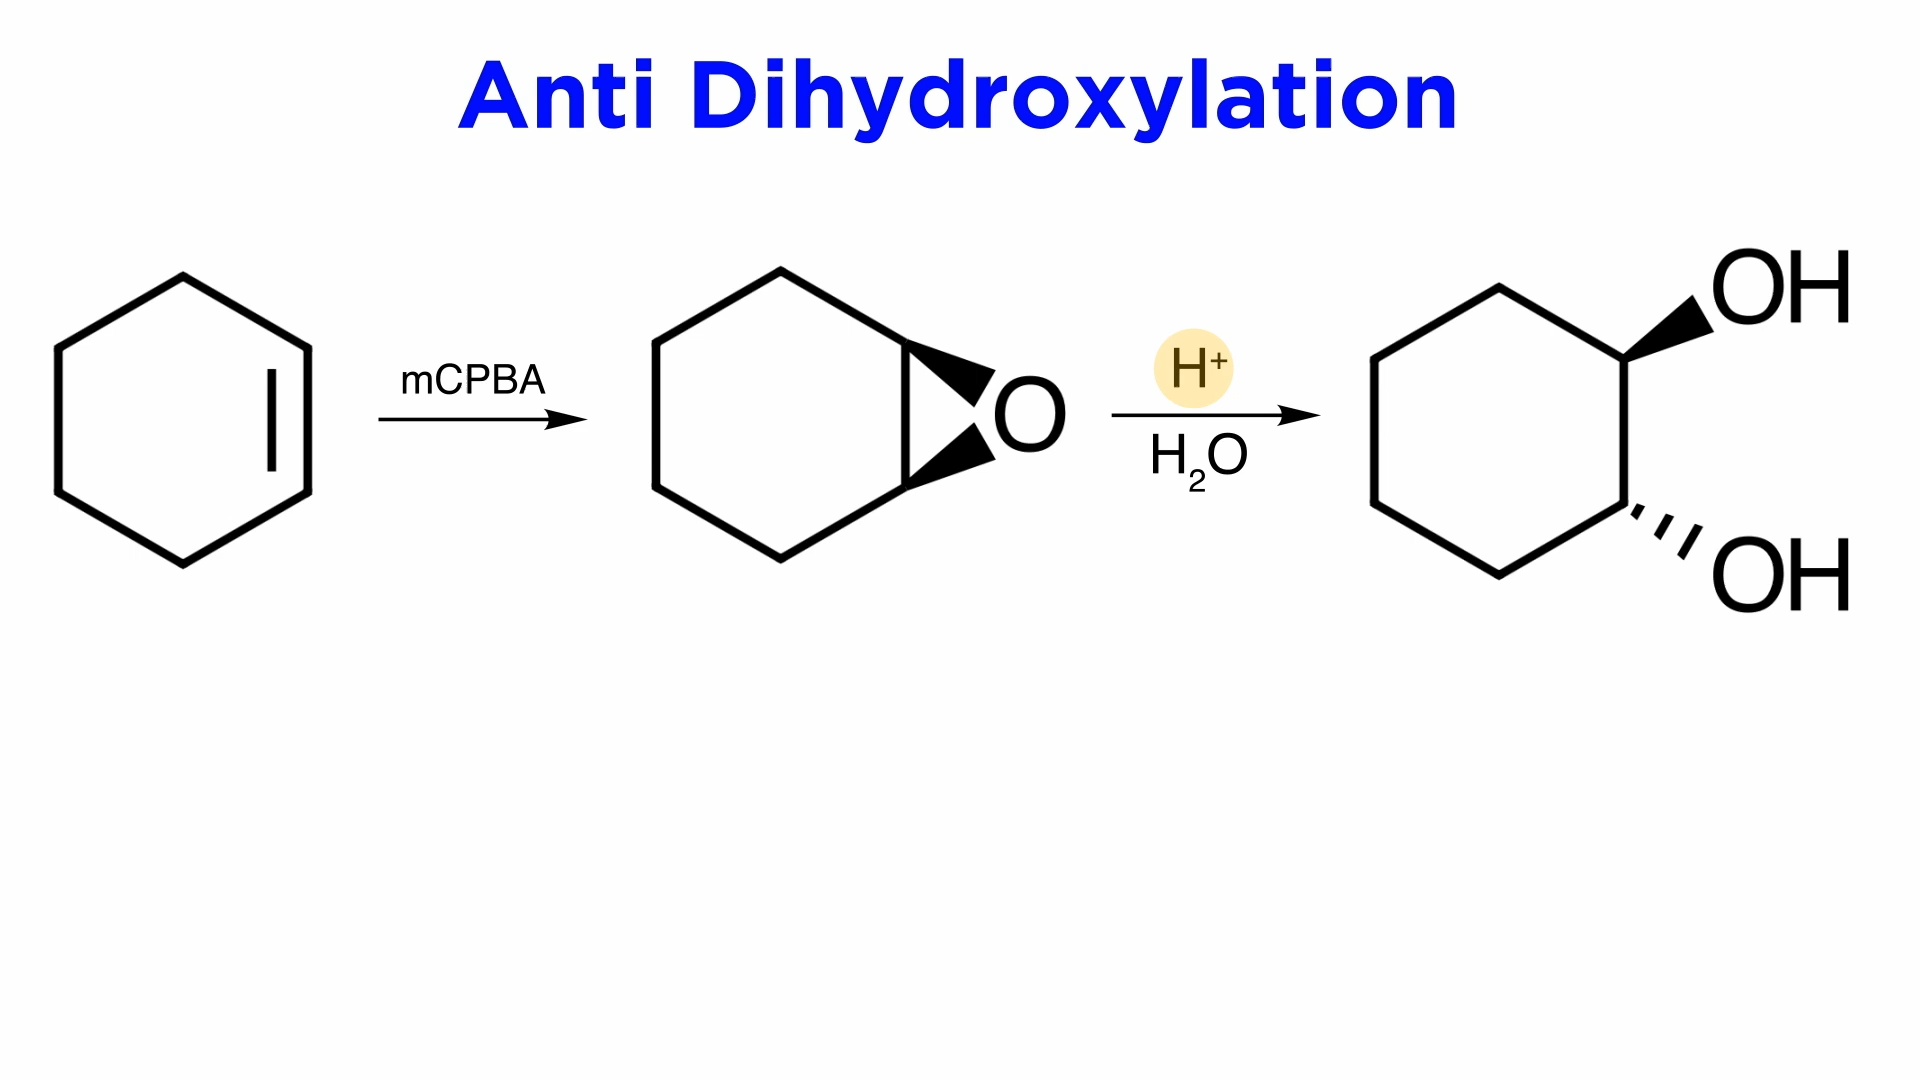 Anti Dihydroxylation
mCPBA
O
H⁺
H₂O
OH
OH